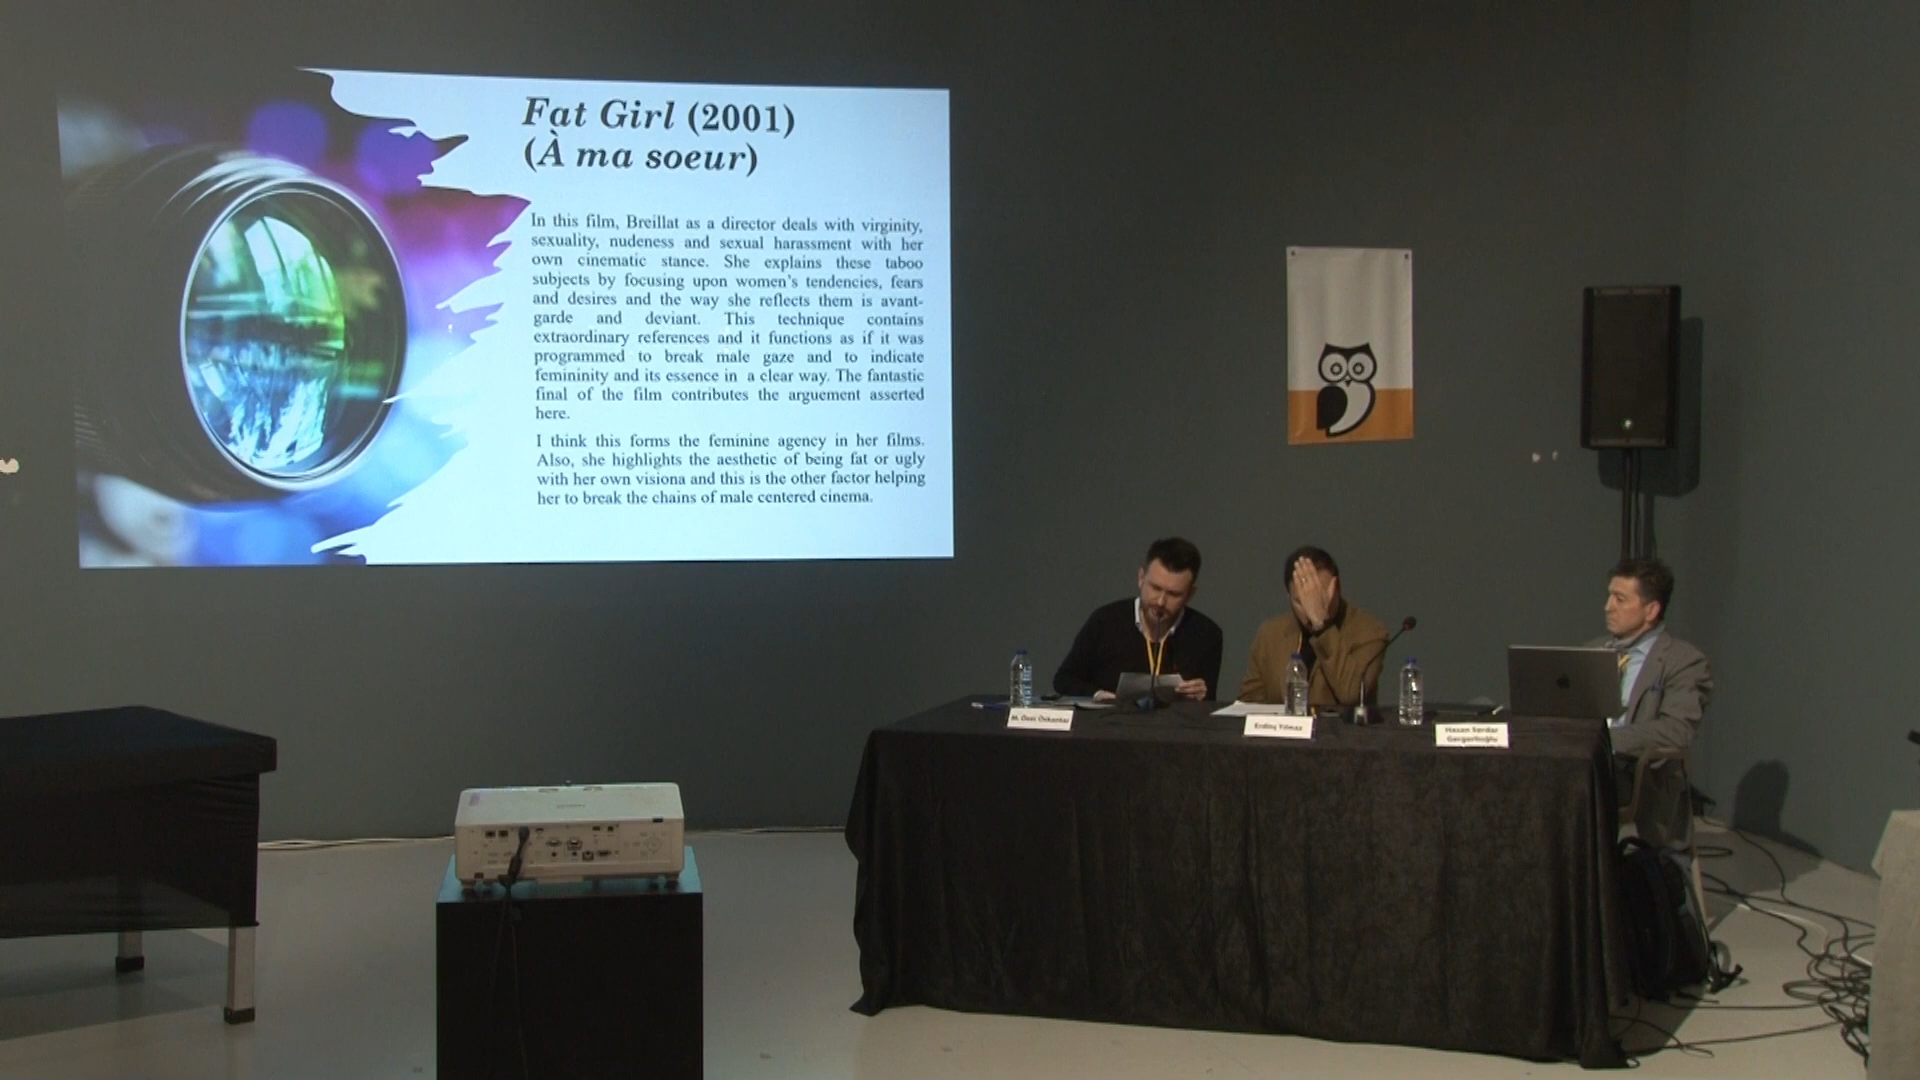 Fat Girl (2001)
(À ma soeur)
In this film, Breillat as a director deals with virginity,
sexuality, nudeness and sexual harassment with her
own cinematic stance. She explains these taboo
subjects by focusing upon women's tendencies, fears
and desires and the way she reflects them is avant-
garde and deviant. This technique contains
extraordinary references and it functions as if it was
programmed to break male gaze and to indicate
femininity and its essence in a clear way. The fantastic
final of the film contributes the arguement asserted
here.
I think this forms the feminine agency in her films.
Also, she highlights the aesthetic of being fat or ugly
with her own visiona and this is the other factor helping
her to break the chains of male centered cinema.
M. Özer Özkantar
Erdinç Yılmaz
Hasan Serdar
Gergerlioğlu